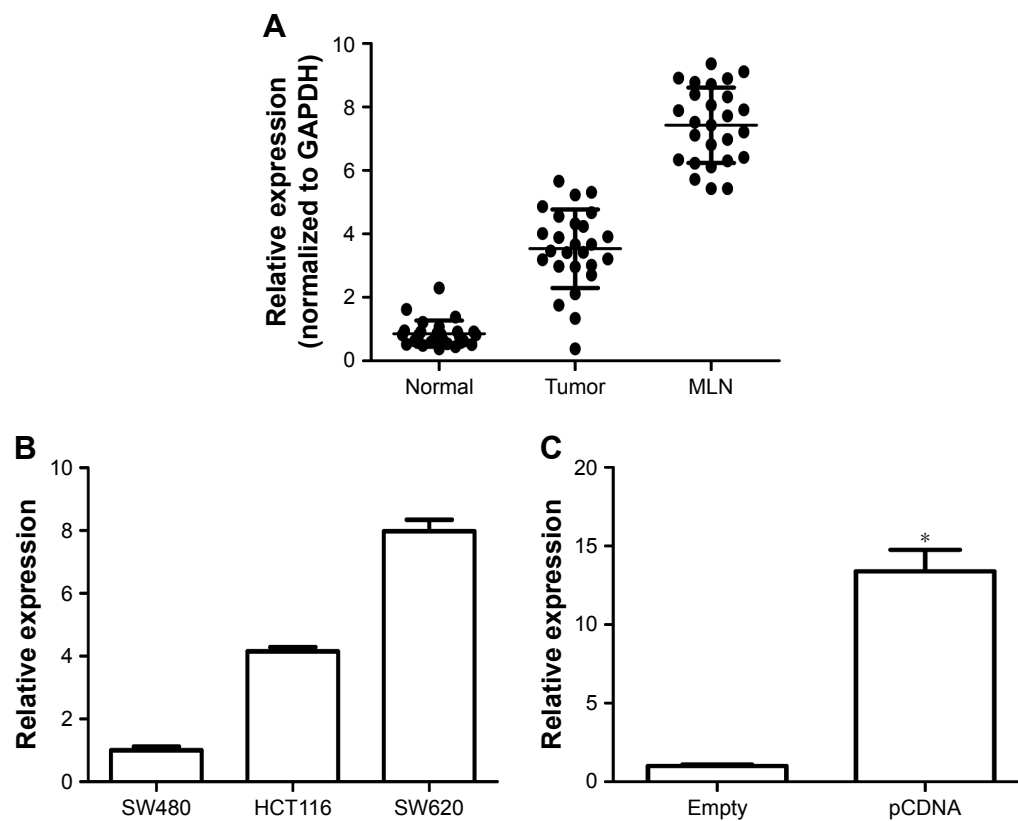 A
Relative expression
(normalized to GAPDH)
10
8
6
4
2
0
Normal
Tumor
MLN
B
Relative expression
10
8
6
4
2
0
SW480
HCT116
SW620
C
Relative expression
20
15
10
5
0
*
Empty
pCDNA